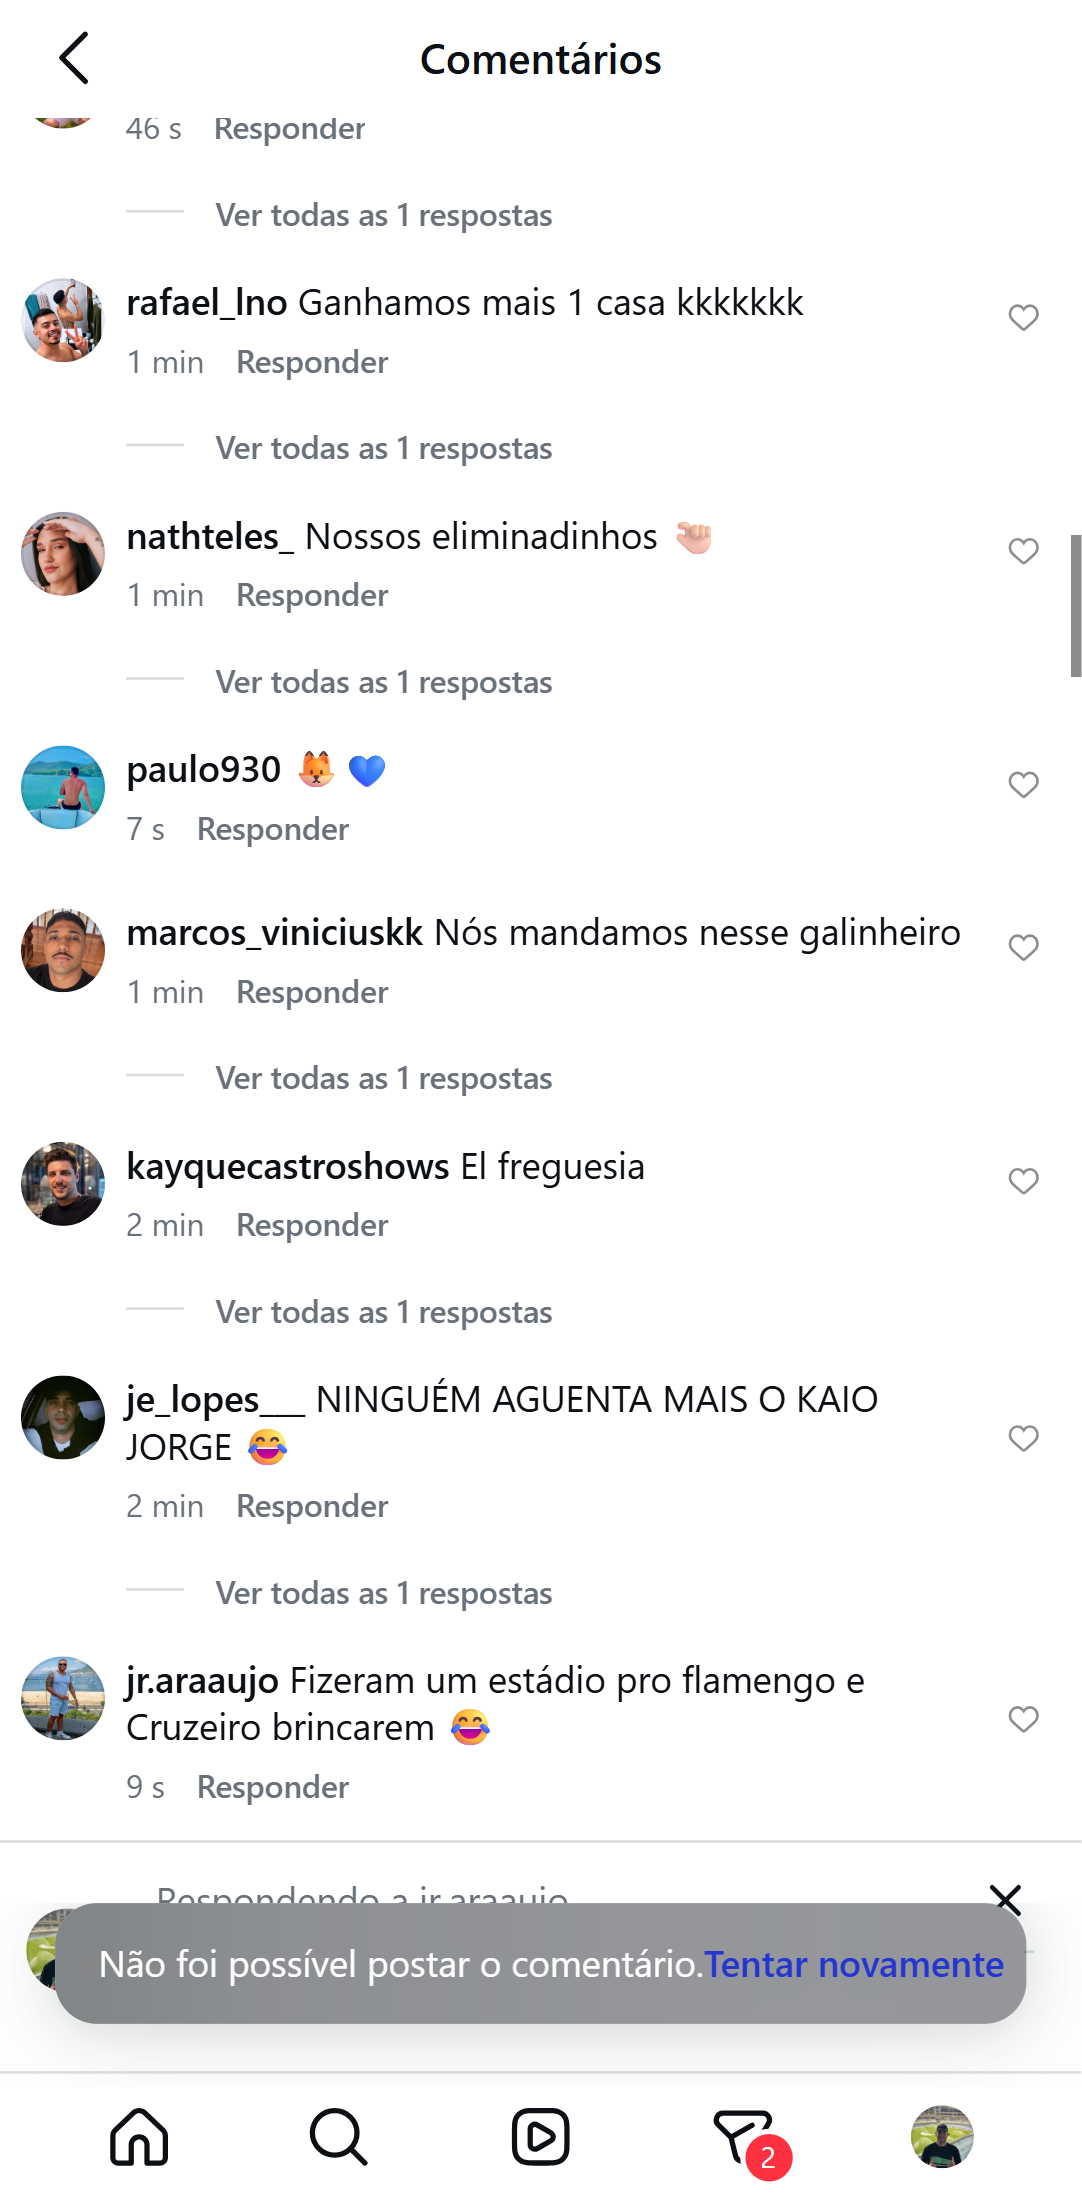 Comentários
46 s Responder
Ver todas as 1 respostas
rafael_lno Ganhamos mais 1 casa kkkkkkk
1 min Responder
Ver todas as 1 respostas
nathteles_ Nossos eliminadinhos 🤏🏻
1 min Responder
Ver todas as 1 respostas
paulo930 🦊 💙
7 s Responder
marcos_viniciuskk Nós mandamos nesse galinheiro
1 min Responder
Ver todas as 1 respostas
kayquecastroshows El freguesia
2 min Responder
Ver todas as 1 respostas
je_lopes___ NINGUÉM AGUENTA MAIS O KAIO
JORGE 😂
2 min Responder
Ver todas as 1 respostas
jr.araaujo Fizeram um estádio pro flamengo e
Cruzeiro brincarem 😂
9 s Responder
Respondendo a jr.araaujo
Não foi possível postar o comentário.Tentar novamente
2